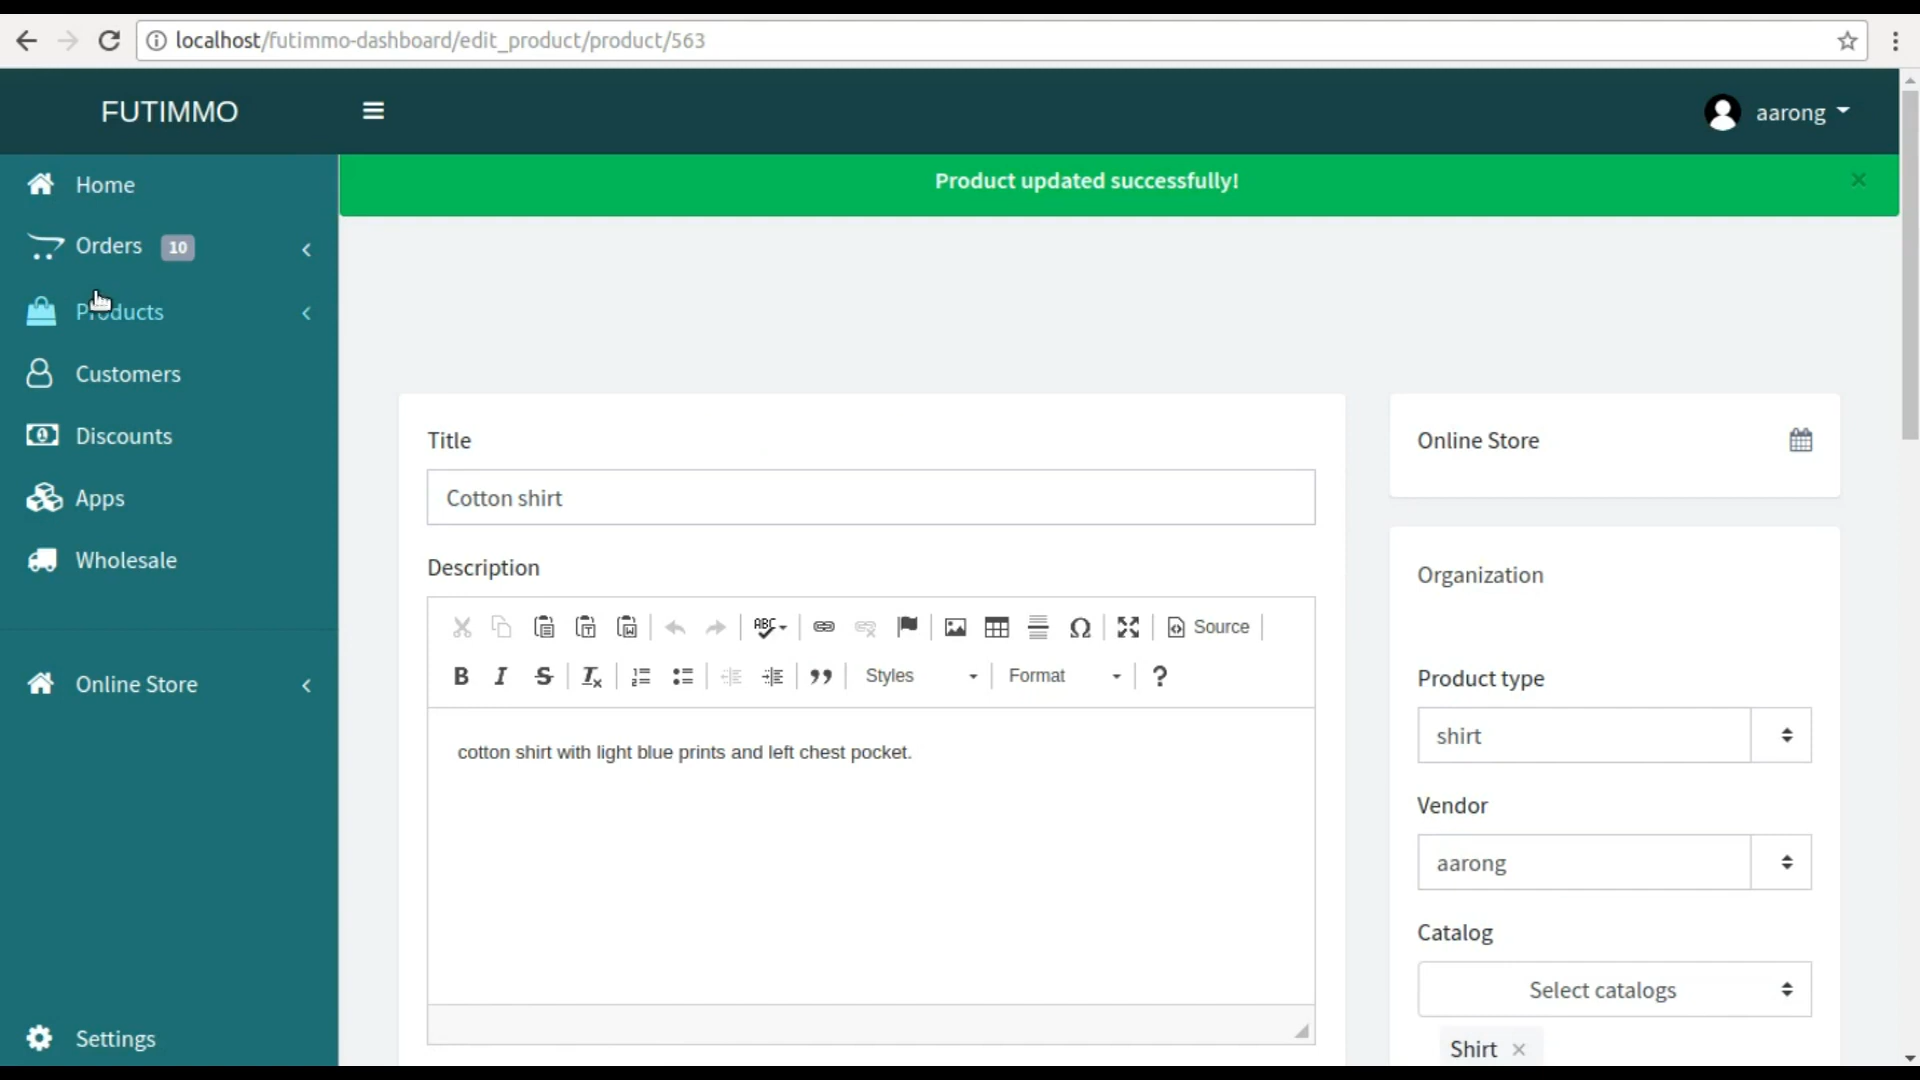 localhost/futimmo-dashboard/edit_product/product/563
FUTIMMO
aarong
Home
Orders 10
Products
Customers
Discounts
Apps
Wholesale
Online Store
Settings
Product updated successfully!
Title
Cotton shirt
Description
ABC
Source
B I S Ix
Styles
Format
?
cotton shirt with light blue prints and left chest pocket.
Online Store
Organization
Product type
shirt
Vendor
aarong
Catalog
Select catalogs
Shirt ×